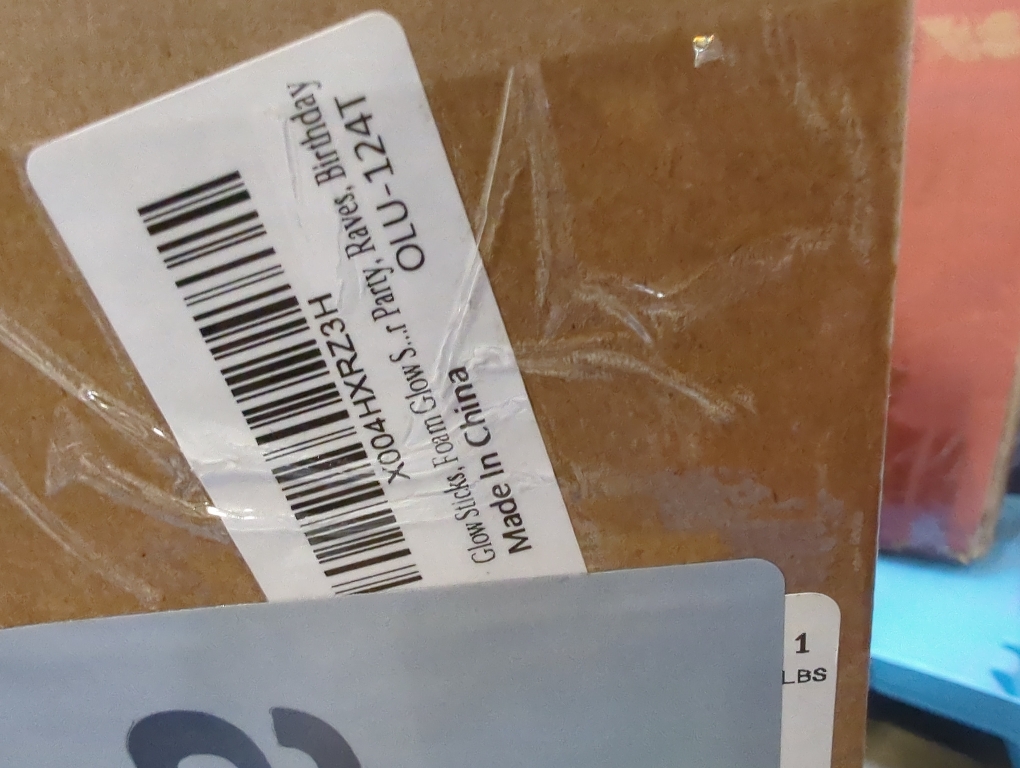 X004HXRZ3H
Glow Sticks, Foam Glow S...r Party, Raves, Birthday
Made in China
OLU-124T
1
LBS